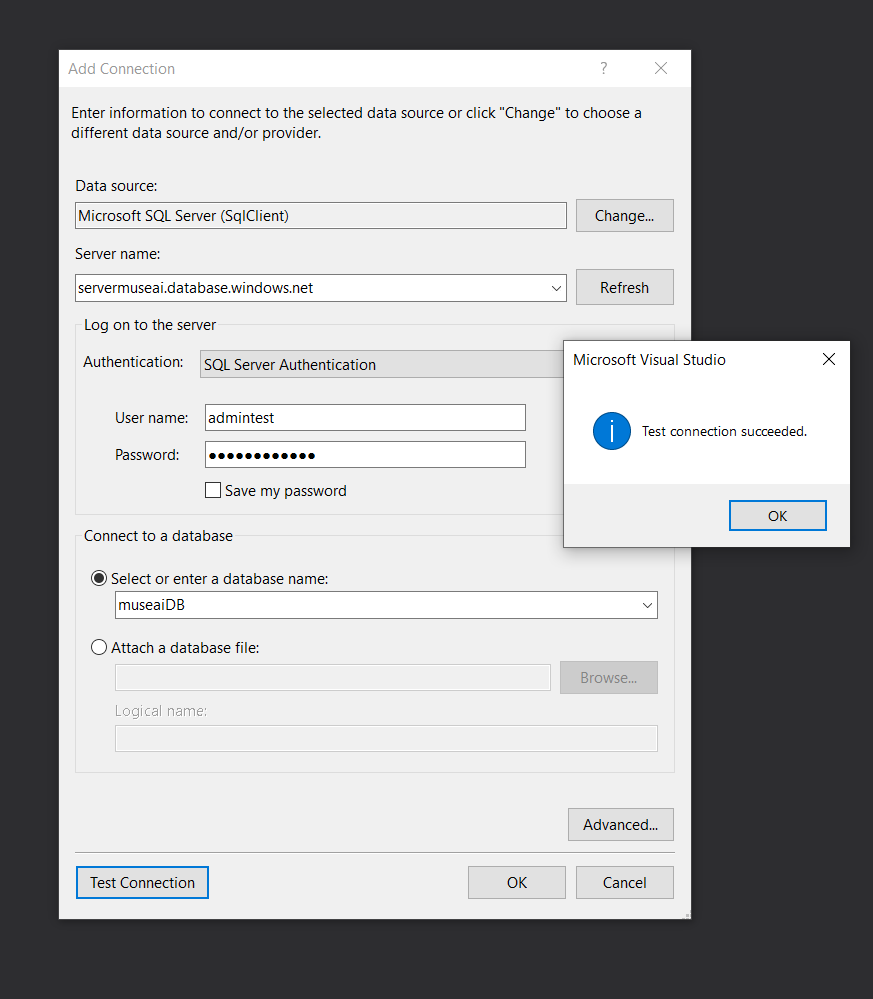 Add Connection
?
Enter information to connect to the selected data source or click "Change" to choose a
different data source and/or provider.
Data source:
Microsoft SQL Server (SqlClient)
Change...
Server name:
servermuseai.database.windows.net
Refresh
Log on to the server
Authentication:
SQL Server Authentication
User name:
admintest
Password:
●●●●●●●●●●●●
Save my password
Microsoft Visual Studio
i
Test connection succeeded.
OK
Connect to a database
Select or enter a database name:
museaiDB
Attach a database file:
Browse...
Logical name:
Advanced...
Test Connection
OK
Cancel